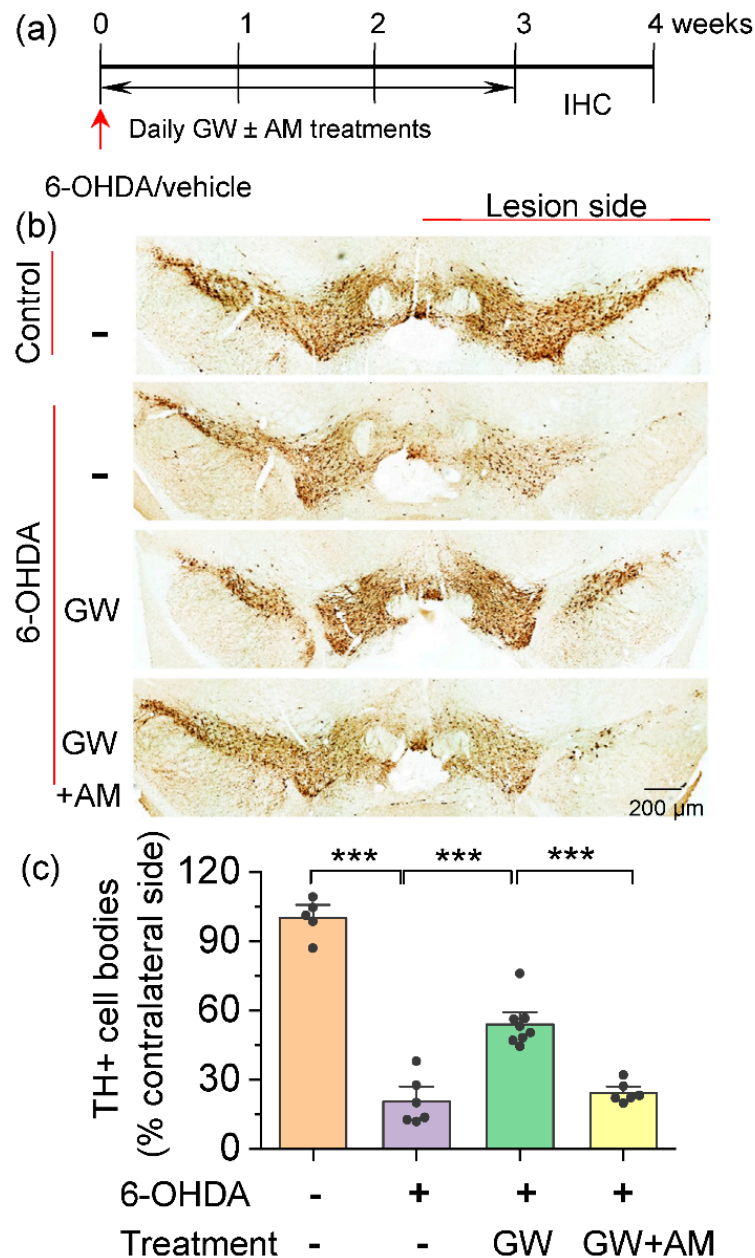 (a)
0 1 2 3 4 weeks
Daily GW ± AM treatments
IHC
6-OHDA/vehicle
(b)
Lesion side
Control
-
6-OHDA
-
GW
GW
+AM
200 µm
(c)
TH+ cell bodies
(% contralateral side)
120
90
60
30
0
*** *** ***
6-OHDA - + + +
Treatment - - GW GW+AM